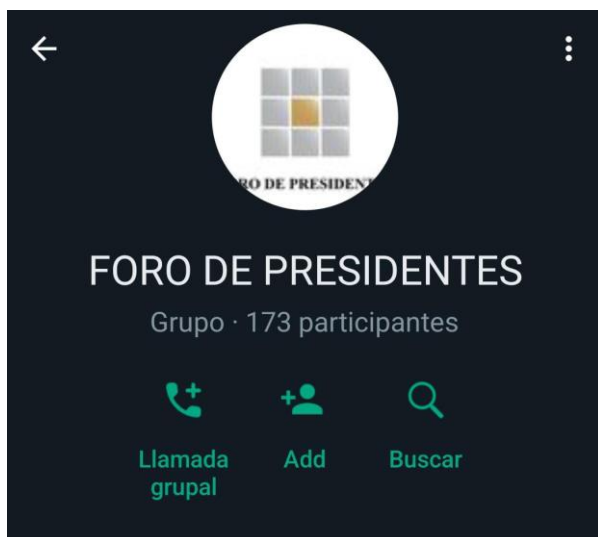 RO DE PRESIDENT
FORO DE PRESIDENTES
Grupo · 173 participantes
Llamada
grupal
Add
Buscar